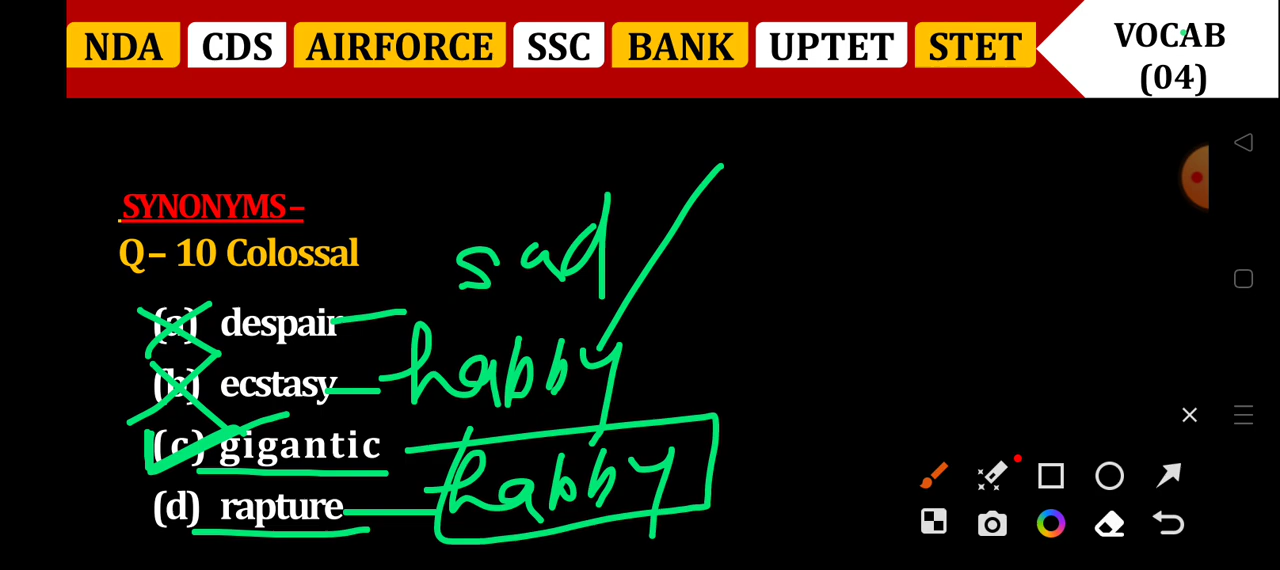 NDA CDS AIRFORCE SSC BANK UPTET STET VOCAB
(04)
SYNONYMS–
Q– 10 Colossal
sad
(a) despair
(b) ecstasy habby
(c) gigantic
(d) rapture habby